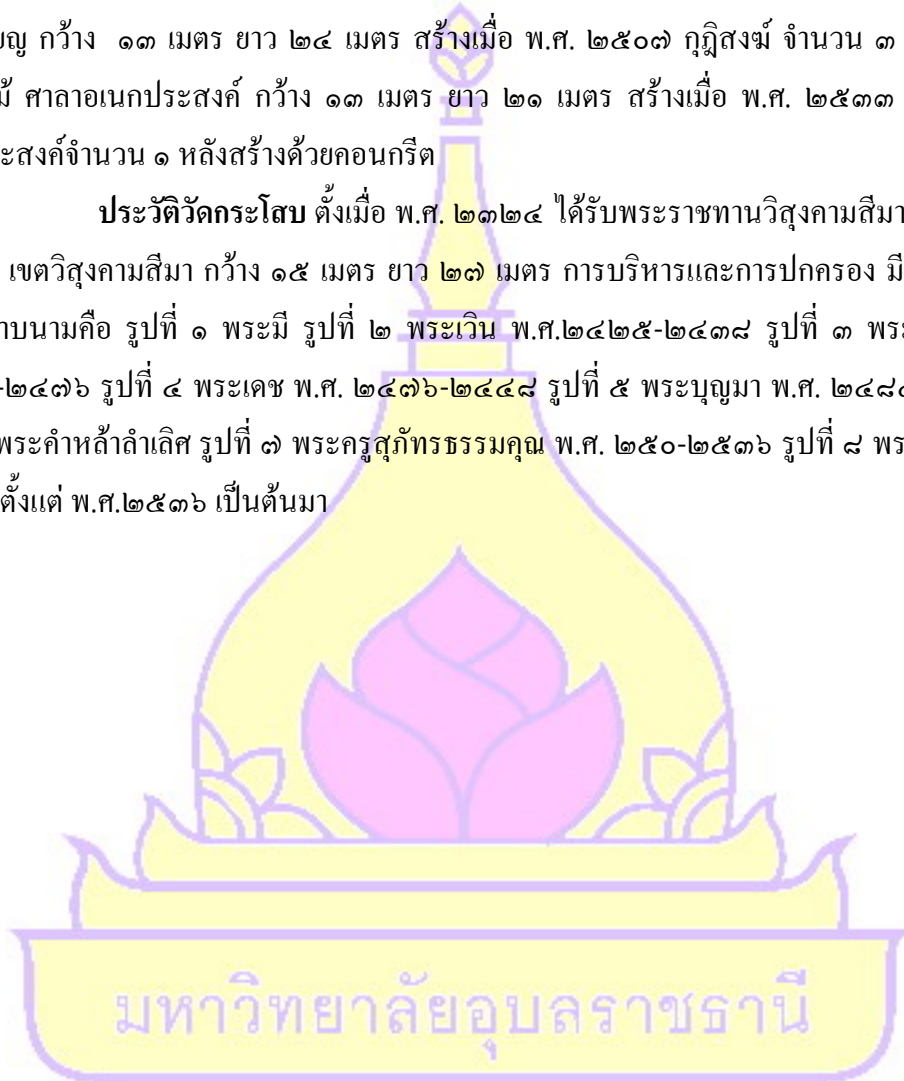 ยญ กว้าง ๑๓ เมตร ยาว ๒๔ เมตร สร้างเมื่อ พ.ศ. ๒๕๐๗ กุฎิสงฆ์ จำนวน ๓
ม้ ศาลาอเนกประสงค์ กว้าง ๑๓ เมตร ยาว ๒๑ เมตร สร้างเมื่อ พ.ศ. ๒๕๓๓
ะสงค์จำนวน ๑ หลังสร้างด้วยคอนกรีต
ประวัติวัดกระโสบ ตั้งเมื่อ พ.ศ. ๒๓๒๔ ได้รับพระราชทานวิสุงคามสีมา
เขตวิสุงคามสีมา กว้าง ๑๕ เมตร ยาว ๒๗ เมตร การบริหารและการปกครอง มี
าบนามคือ รูปที่ ๑ พระมี รูปที่ ๒ พระเวิน พ.ศ.๒๔๒๕-๒๔๓๘ รูปที่ ๓ พระ
-๒๔๗๖ รูปที่ ๔ พระเดช พ.ศ. ๒๔๗๖-๒๔๔๘ รูปที่ ๕ พระบุญมา พ.ศ. ๒๔๘๔
พระคำหล้าลำเลิศ รูปที่ ๗ พระครูสุภัทรธรรมคุณ พ.ศ. ๒๕๐-๒๕๓๖ รูปที่ ๘ พร
ตั้งแต่ พ.ศ.๒๕๓๖ เป็นต้นมา
มหาวิทยาลัยอุบลราชธานี